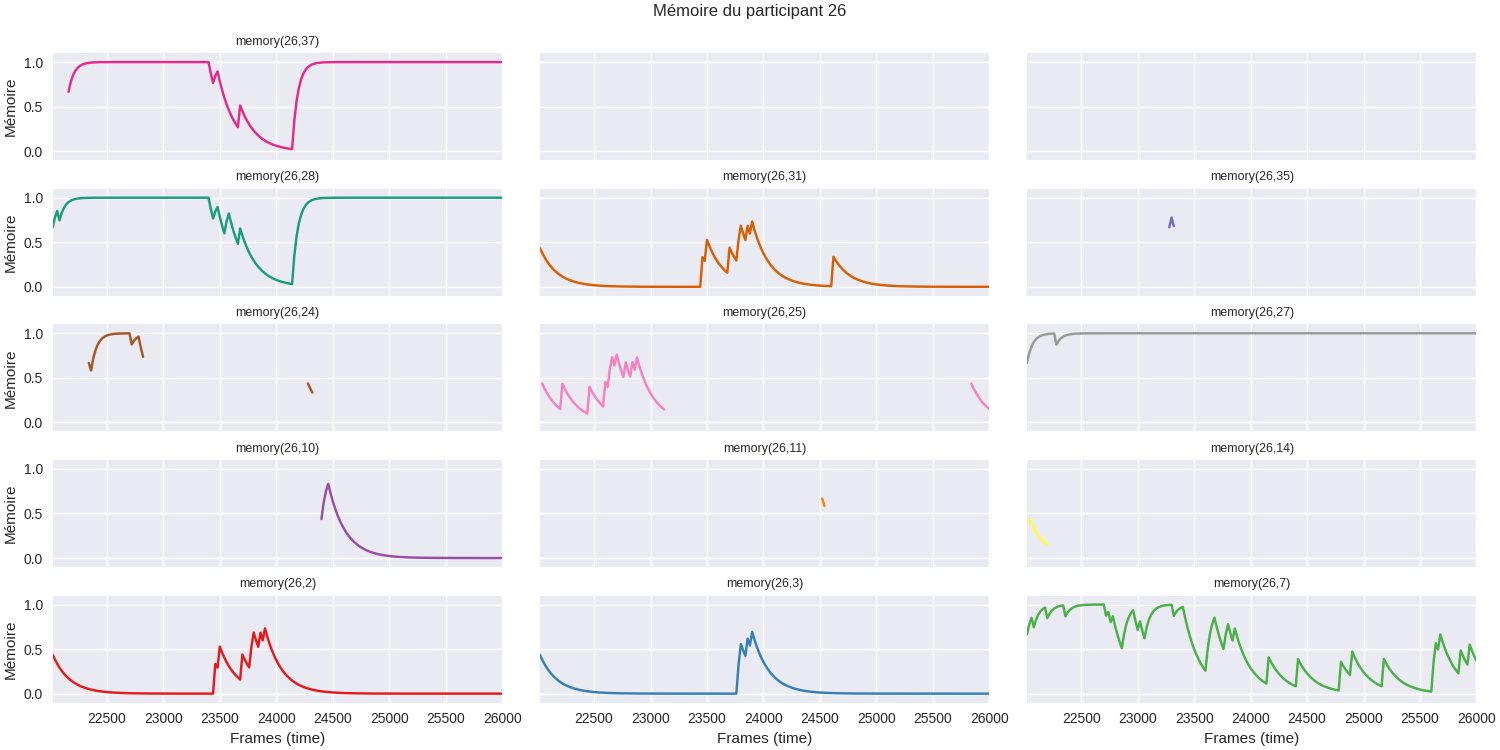 Mémoire du participant 26
memory(26,37)
Mémoire
1.0
0.5
0.0
memory(26,28)
memory(26,31)
memory(26,35)
Mémoire
1.0
0.5
0.0
memory(26,24)
memory(26,25)
memory(26,27)
Mémoire
1.0
0.5
0.0
memory(26,10)
memory(26,11)
memory(26,14)
Mémoire
1.0
0.5
0.0
memory(26,2)
memory(26,3)
memory(26,7)
Mémoire
1.0
0.5
0.0
22500 23000 23500 24000 24500 25000 25500 26000
22500 23000 23500 24000 24500 25000 25500 26000
22500 23000 23500 24000 24500 25000 25500 26000
Frames (time)
Frames (time)
Frames (time)